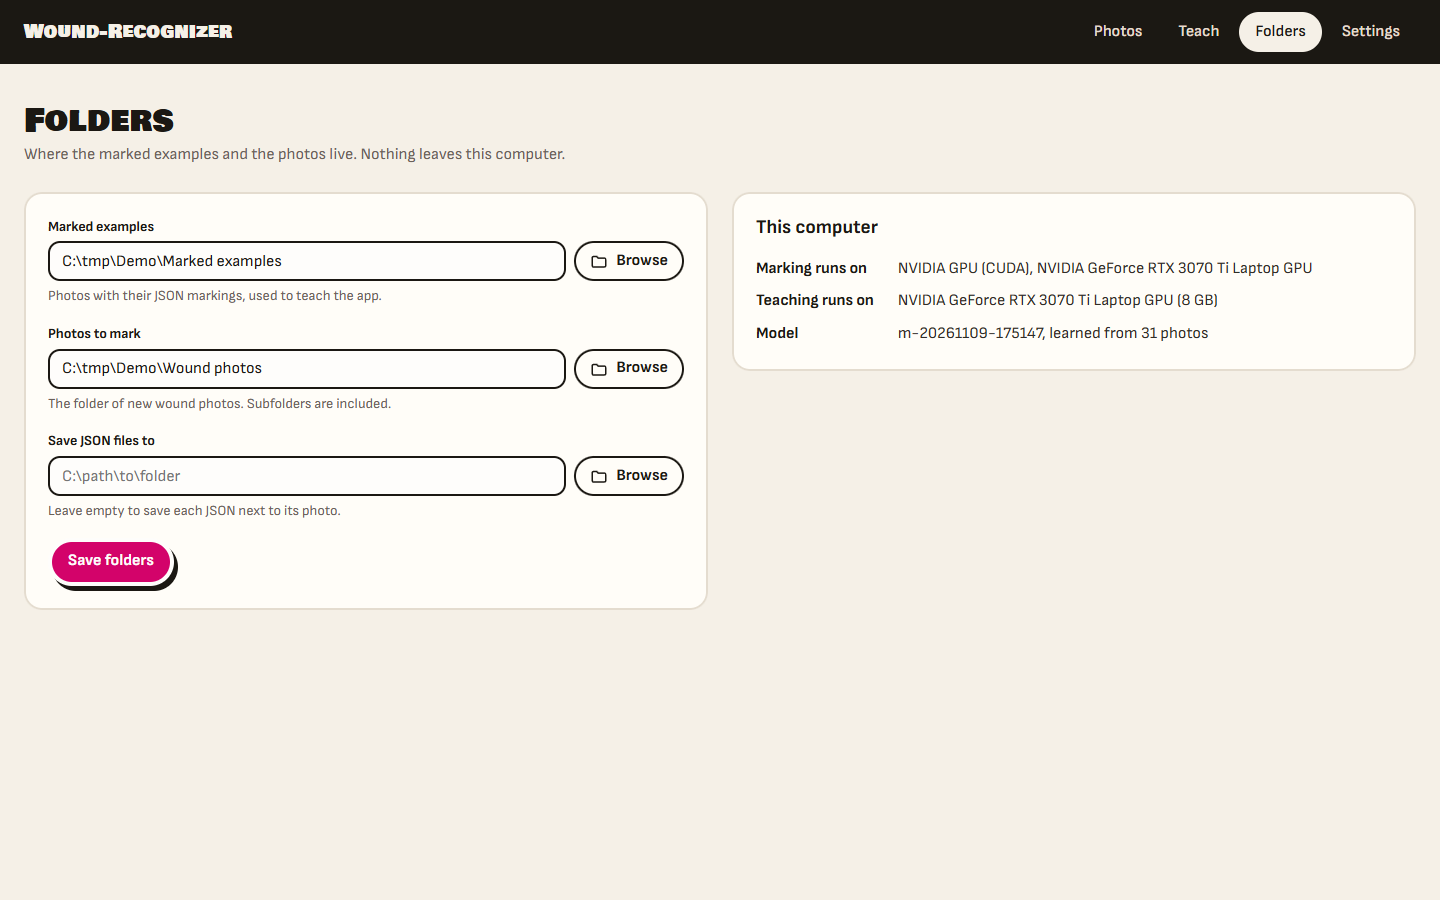 Wound-Recognizer
Photos
Teach
Folders
Settings
Folders
Where the marked examples and the photos live. Nothing leaves this computer.
Marked examples
C:\tmp\Demo\Marked examples
Browse
Photos with their JSON markings, used to teach the app.
Photos to mark
C:\tmp\Demo\Wound photos
Browse
The folder of new wound photos. Subfolders are included.
Save JSON files to
C:\path\to\folder
Browse
Leave empty to save each JSON next to its photo.
Save folders
This computer
Marking runs on NVIDIA GPU (CUDA), NVIDIA GeForce RTX 3070 Ti Laptop GPU
Teaching runs on NVIDIA GeForce RTX 3070 Ti Laptop GPU (8 GB)
Model m-20261109-175147, learned from 31 photos